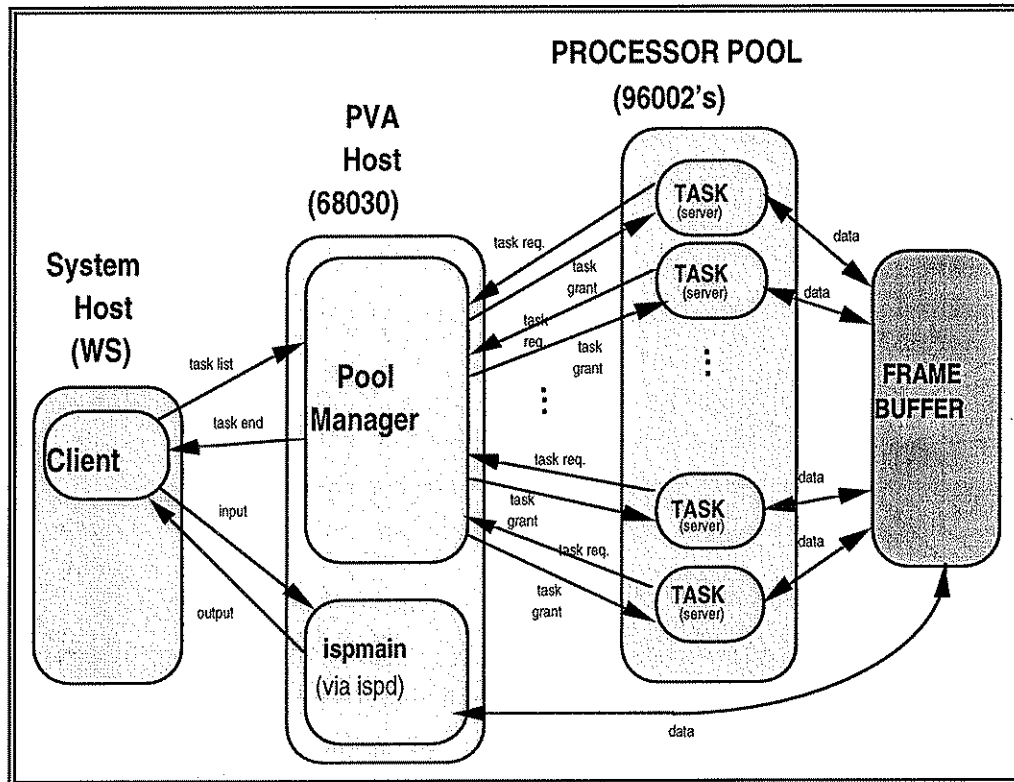 PROCESSOR POOL
(96002's)
PVA
Host
(68030)
System
Host
(WS)
TASK
(server)
task req.
task
grant
data
TASK
(server)
task
req.
task
grant
data
task list
Pool
Manager
task end
Client
FRAME
BUFFER
input
output
task req.
task
grant
TASK
(server)
data
task req.
task
grant
TASK
(server)
data
ispmain
(via ispd)
data